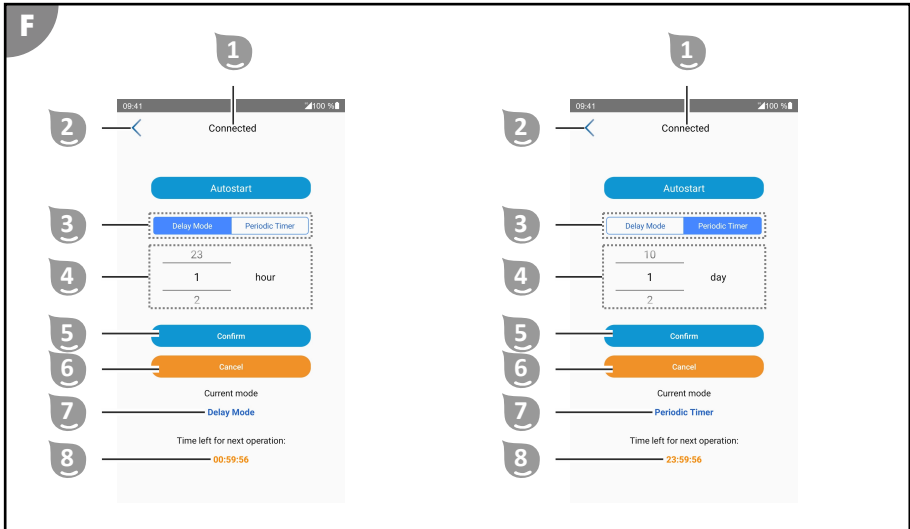 F
1
09:41 100 %
2
Connected
Autostart
3
Delay Mode Periodic Timer
4
23
1 hour
2
5
Confirm
6
Cancel
Current mode
7
Delay Mode
Time left for next operation:
8
00:59:56
1
09:41 100 %
2
Connected
Autostart
3
Delay Mode Periodic Timer
4
10
1 day
2
5
Confirm
6
Cancel
Current mode
7
Periodic Timer
Time left for next operation:
8
23:59:56